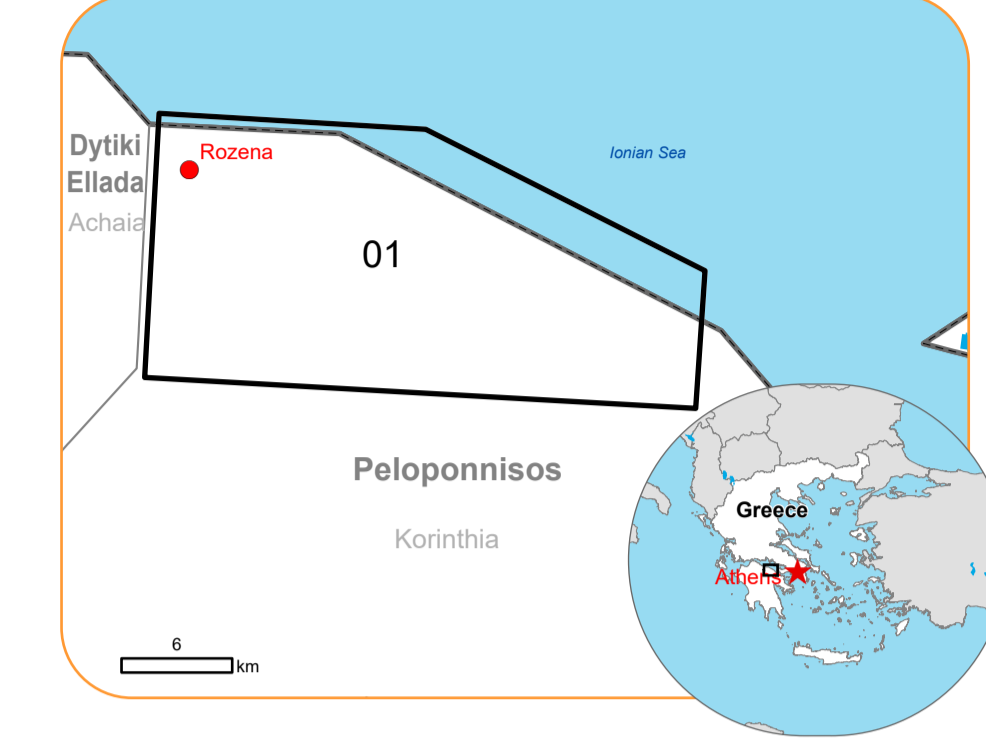 Dytiki
Ellada
Achaia
Rozena
Ionian Sea
01
Peloponnisos
Korinthia
Greece
Athens
6
km